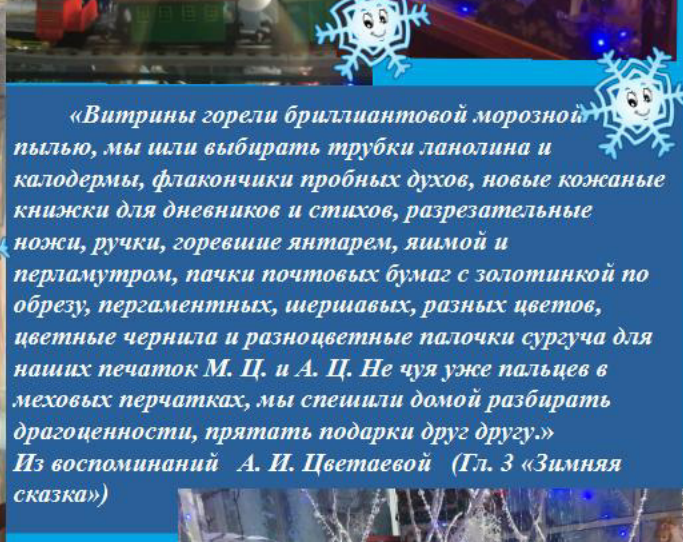 «Витрины горели бриллиантовой морозной
пылью, мы шли выбирать трубки ланолина и
калодермы, флакончики пробных духов, новые кожаные
книжки для дневников и стихов, разрезательные
ножи, ручки, горевшие янтарем, яшмой и
перламутром, пачки почтовых бумаг с золотинкой по
обрезу, пергаментных, шершавых, разных цветов,
цветные чернила и разноцветные палочки сургуча для
наших печаток М. Ц. и А. Ц. Не чуя уже пальцев в
меховых перчатках, мы спешили домой разбирать
драгоценности, прятать подарки друг другу.»
Из воспоминаний А. И. Цветаевой (Гл. 3 «Зимняя
сказка»)